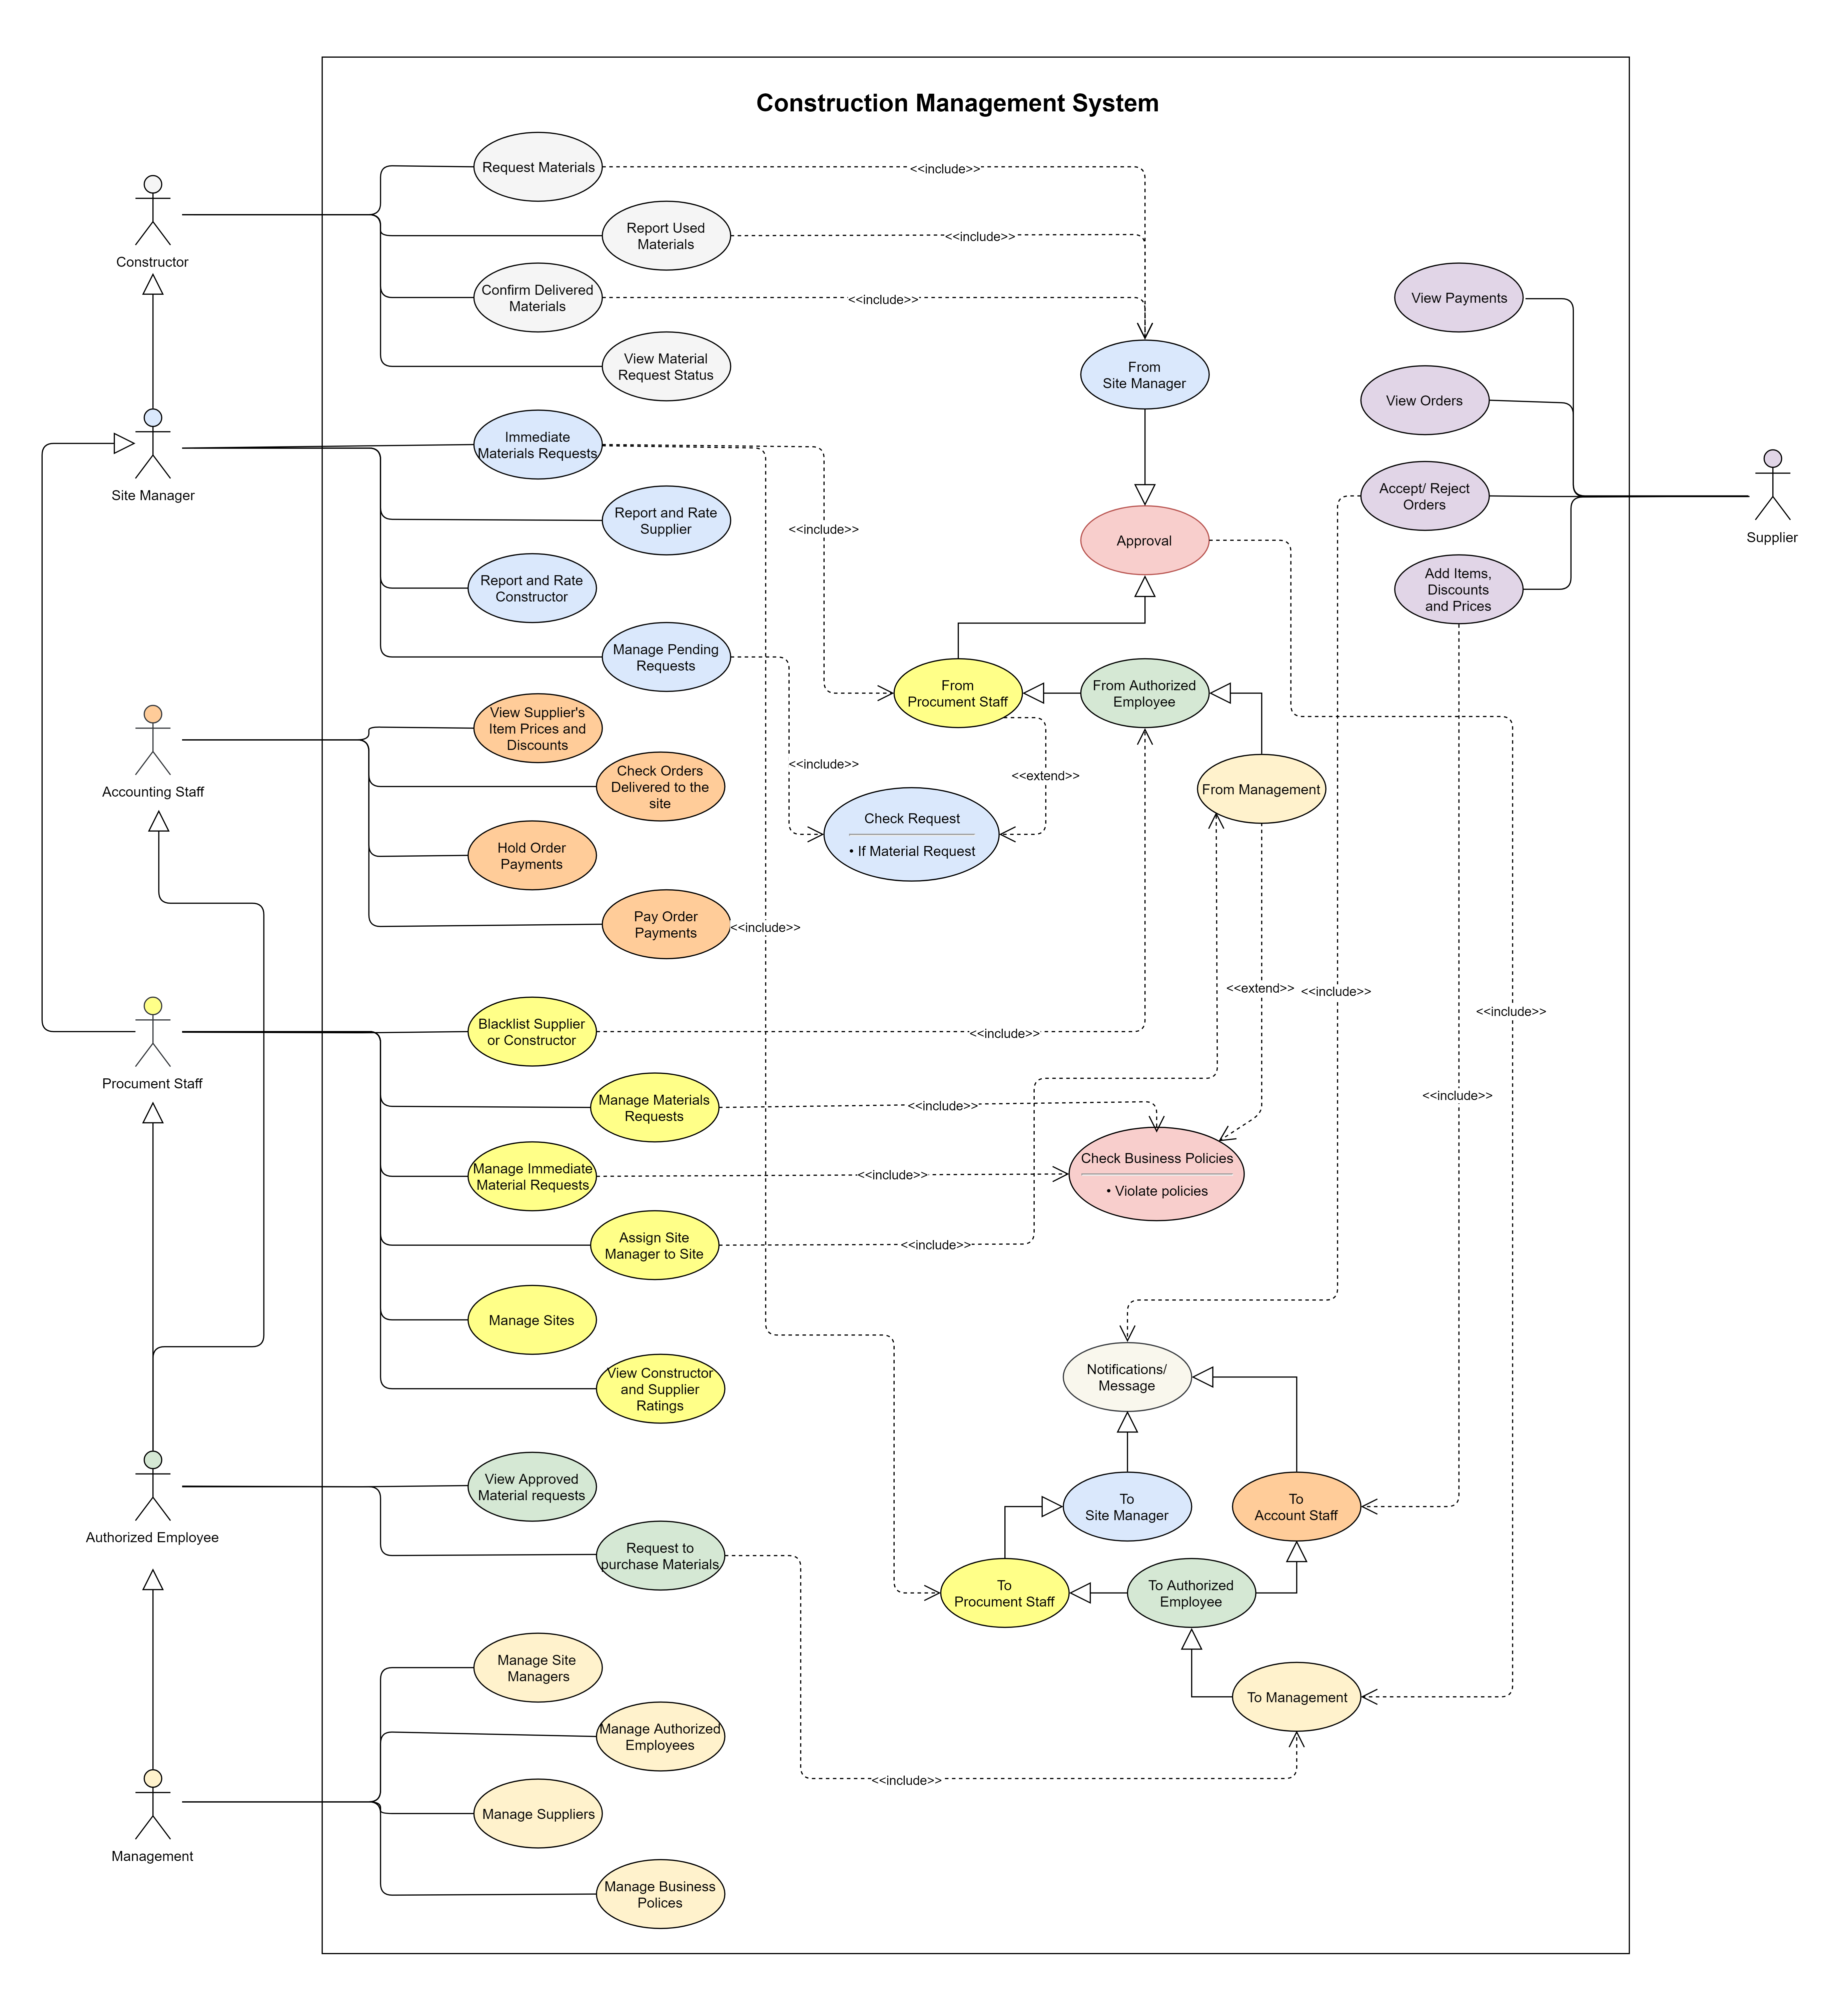 Construction Management System
Request Materials
<<include>>
Report Used
Materials
<<include>>
Constructor
Confirm Delivered
Materials
<<include>>
View Payments
View Material
Request Status
From
Site Manager
View Orders
Immediate
Materials Requests
Site Manager
Accept/ Reject
Orders
Report and Rate
Supplier
<<include>>
Approval
Supplier
Report and Rate
Constructor
Add Items,
Discounts
and Prices
Manage Pending
Requests
From
Procument Staff
From Authorized
Employee
View Supplier's
Item Prices and
Discounts
<<include>>
<<extend>>
Accounting Staff
Check Orders
Delivered to the
site
From Management
Check Request
• If Material Request
Hold Order
Payments
Pay Order
Payments
<<include>>
<<extend>>
<<include>>
<<include>>
Blacklist Supplier
or Constructor
<<include>>
Procument Staff
Manage Materials
Requests
<<include>>
<<include>>
Manage Immediate
Material Requests
<<include>>
Check Business Policies
• Violate policies
Assign Site
Manager to Site
<<include>>
Manage Sites
View Constructor
and Supplier
Ratings
Notifications/
Message
View Approved
Material requests
To
Site Manager
To
Account Staff
Authorized Employee
Request to
purchase Materials
To
Procument Staff
To Authorized
Employee
Manage Site
Managers
To Management
Manage Authorized
Employees
<<include>>
Manage Suppliers
Management
Manage Business
Polices